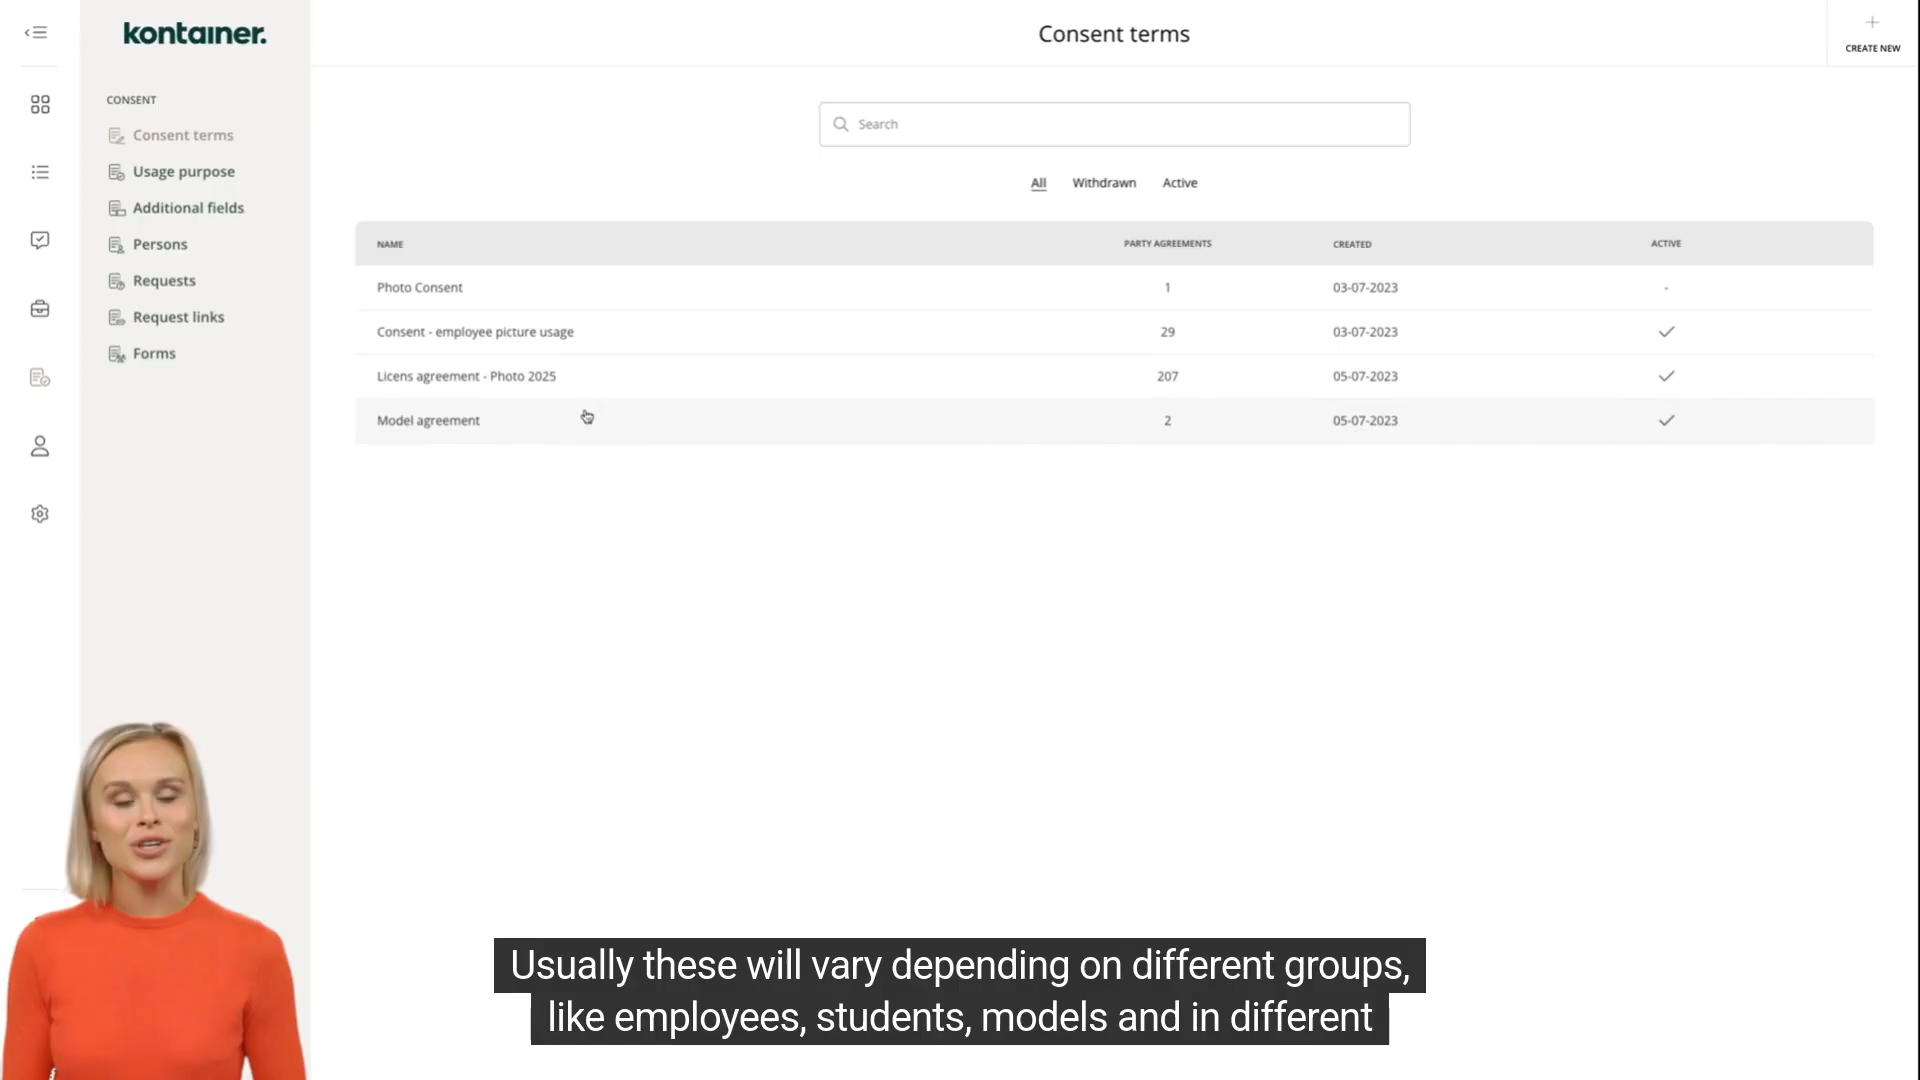 kontainer.
Consent terms
CREATE NEW
CONSENT
Consent terms
Usage purpose
Additional fields
Persons
Requests
Request links
Forms
Search
All Withdrawn Active
NAME PARTY AGREEMENTS CREATED ACTIVE
Photo Consent 1 03-07-2023 -
Consent - employee picture usage 29 03-07-2023
Licens agreement - Photo 2025 207 05-07-2023
Model agreement 2 05-07-2023
Usually these will vary depending on different groups,
like employees, students, models and in different